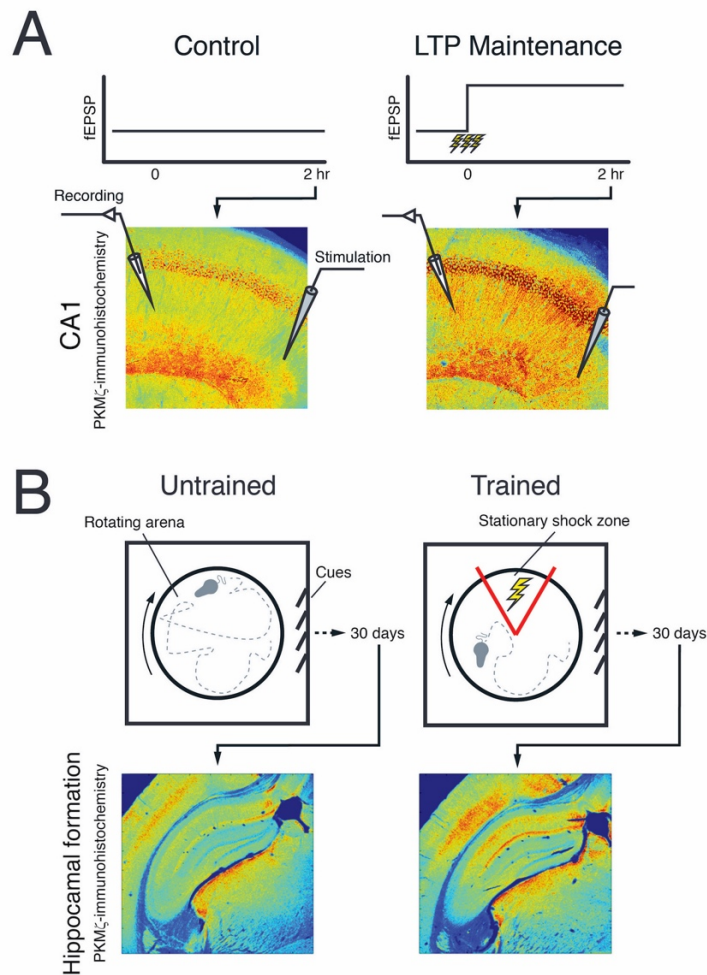 A
Control
LTP Maintenance
fEPSP
0
2 hr
fEPSP
0
2 hr
Recording
Stimulation
CA1
PKMζ-immunohistochemistry
B
Untrained
Trained
Rotating arena
Stationary shock zone
Cues
30 days
30 days
Hippocamal formation
PKMζ-immunohistochemistry